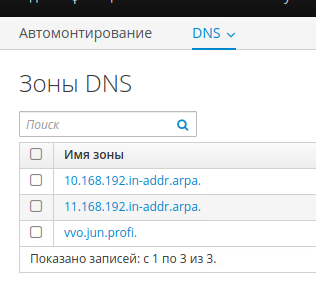 Автомонтирование DNS
Зоны DNS
Поиск
Имя зоны
10.168.192.in-addr.arpa.
11.168.192.in-addr.arpa.
vvo.jun.profi.
Показано записей: с 1 по 3 из 3.